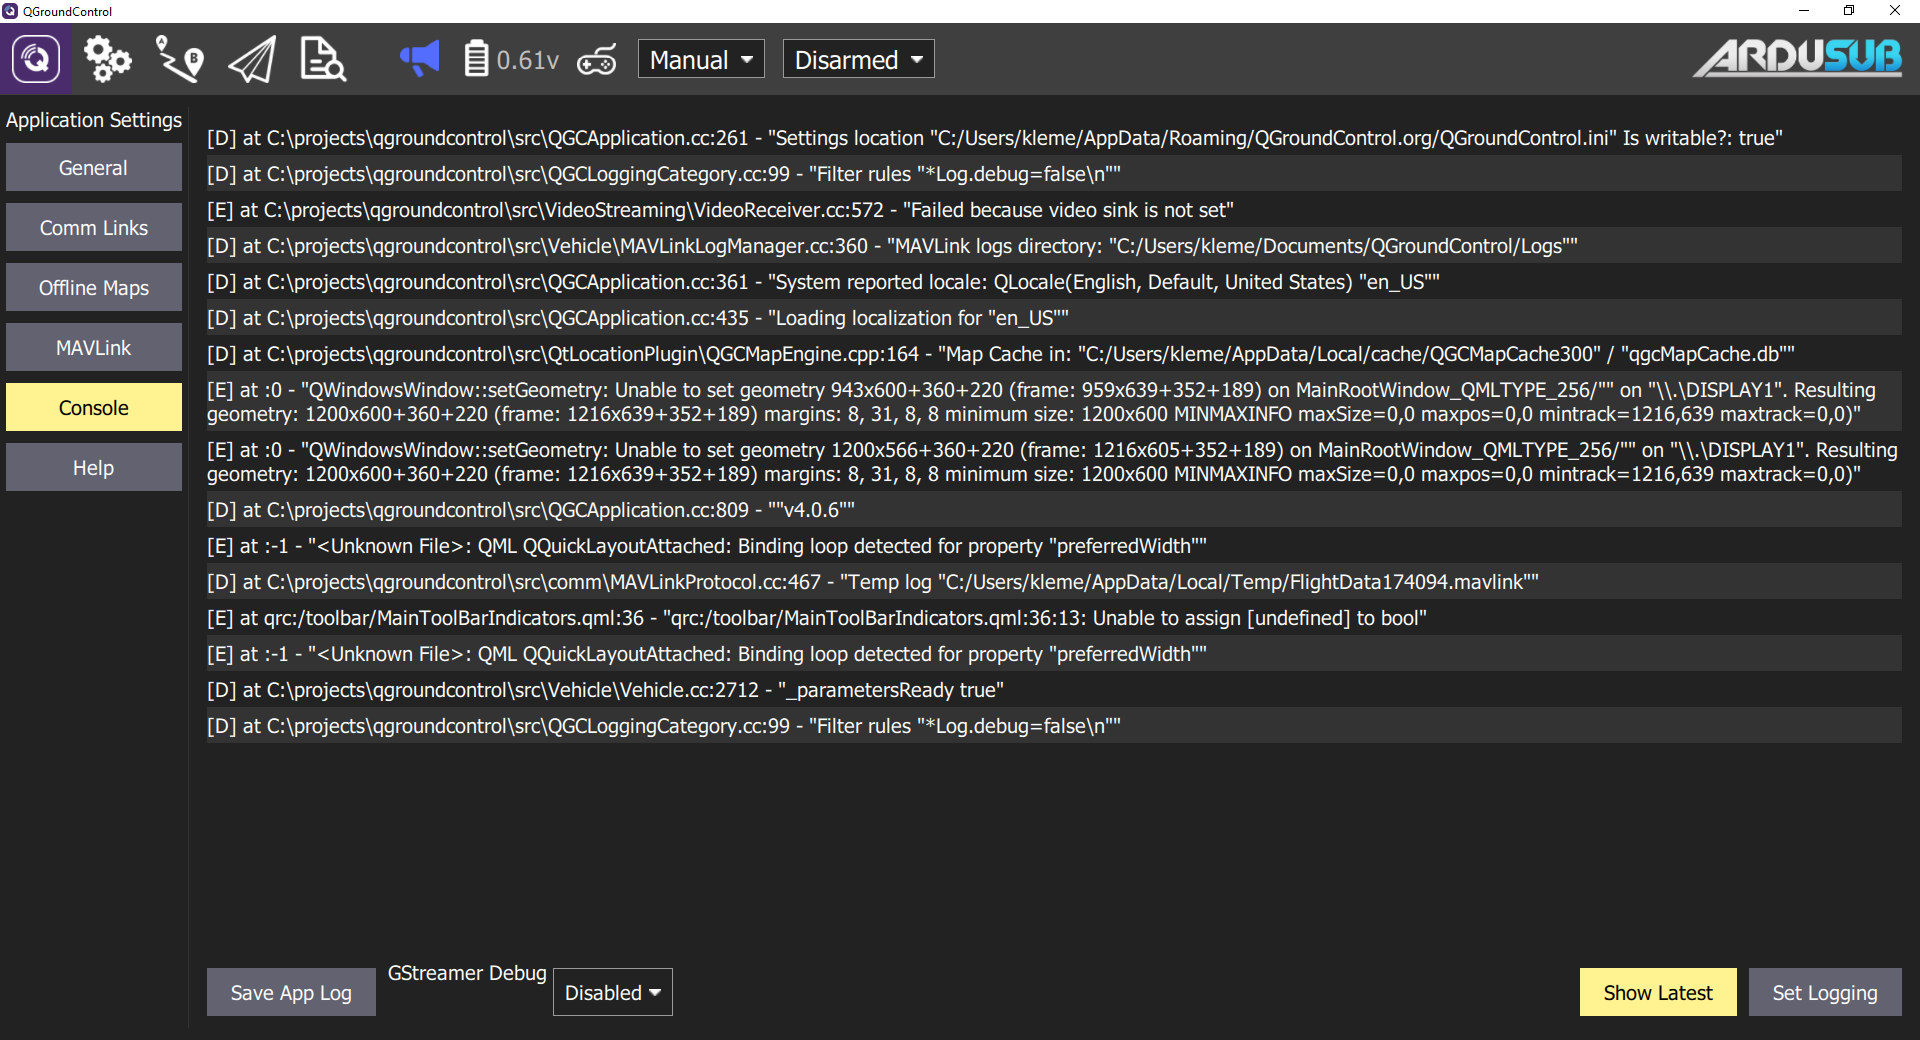 QGroundControl
0.61v
Manual
Disarmed
ARDUSUB
Application Settings
General
Comm Links
Offline Maps
MAVLink
Console
Help
[D] at C:\projects\qgroundcontrol\src\QGCApplication.cc:261 - "Settings location "C:/Users/kleme/AppData/Roaming/QGroundControl.org/QGroundControl.ini" Is writable?: true"
[D] at C:\projects\qgroundcontrol\src\QGCLoggingCategory.cc:99 - "Filter rules "*Log.debug=false\n""
[E] at C:\projects\qgroundcontrol\src\VideoStreaming\VideoReceiver.cc:572 - "Failed because video sink is not set"
[D] at C:\projects\qgroundcontrol\src\Vehicle\MAVLinkLogManager.cc:360 - "MAVLink logs directory: "C:/Users/kleme/Documents/QGroundControl/Logs""
[D] at C:\projects\qgroundcontrol\src\QGCApplication.cc:361 - "System reported locale: QLocale(English, Default, United States) "en_US""
[D] at C:\projects\qgroundcontrol\src\QGCApplication.cc:435 - "Loading localization for "en_US""
[D] at C:\projects\qgroundcontrol\src\QtLocationPlugin\QGCMapEngine.cpp:164 - "Map Cache in: "C:/Users/kleme/AppData/Local/cache/QGCMapCache300" / "qgcMapCache.db""
[E] at :0 - "QWindowsWindow::setGeometry: Unable to set geometry 943x600+360+220 (frame: 959x639+352+189) on MainRootWindow_QMLTYPE_256/"" on "\\.\DISPLAY1". Resulting
geometry: 1200x600+360+220 (frame: 1216x639+352+189) margins: 8, 31, 8, 8 minimum size: 1200x600 MINMAXINFO maxSize=0,0 maxpos=0,0 mintrack=1216,639 maxtrack=0,0)"
[E] at :0 - "QWindowsWindow::setGeometry: Unable to set geometry 1200x566+360+220 (frame: 1216x605+352+189) on MainRootWindow_QMLTYPE_256/"" on "\\.\DISPLAY1". Resulting
geometry: 1200x600+360+220 (frame: 1216x639+352+189) margins: 8, 31, 8, 8 minimum size: 1200x600 MINMAXINFO maxSize=0,0 maxpos=0,0 mintrack=1216,639 maxtrack=0,0)"
[D] at C:\projects\qgroundcontrol\src\QGCApplication.cc:809 - ""v4.0.6""
[E] at :-1 - "<Unknown File>: QML QQuickLayoutAttached: Binding loop detected for property "preferredWidth""
[D] at C:\projects\qgroundcontrol\src\comm\MAVLinkProtocol.cc:467 - "Temp log "C:/Users/kleme/AppData/Local/Temp/FlightData174094.mavlink""
[E] at qrc:/toolbar/MainToolBarIndicators.qml:36 - "qrc:/toolbar/MainToolBarIndicators.qml:36:13: Unable to assign [undefined] to bool"
[E] at :-1 - "<Unknown File>: QML QQuickLayoutAttached: Binding loop detected for property "preferredWidth""
[D] at C:\projects\qgroundcontrol\src\Vehicle\Vehicle.cc:2712 - "_parametersReady true"
[D] at C:\projects\qgroundcontrol\src\QGCLoggingCategory.cc:99 - "Filter rules "*Log.debug=false\n""
Save App Log
GStreamer Debug
Disabled
Show Latest
Set Logging